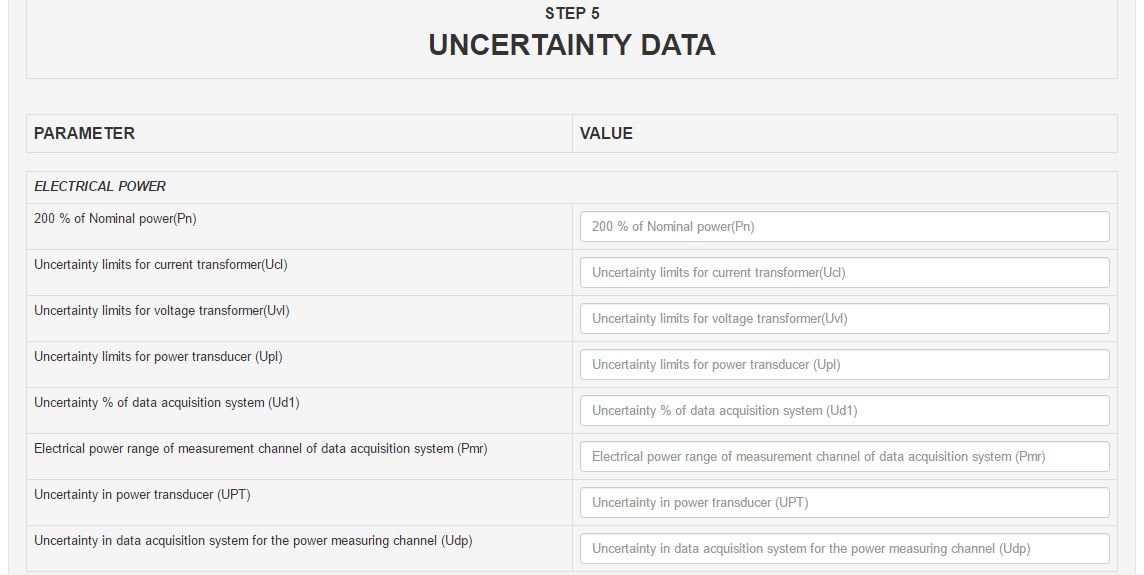 STEP 5
UNCERTAINTY DATA
PARAMETER VALUE
ELECTRICAL POWER
200 % of Nominal power(Pn) 200 % of Nominal power(Pn)
Uncertainty limits for current transformer(Ucl) Uncertainty limits for current transformer(Ucl)
Uncertainty limits for voltage transformer(Uvl) Uncertainty limits for voltage transformer(Uvl)
Uncertainty limits for power transducer (Upl) Uncertainty limits for power transducer (Upl)
Uncertainty % of data acquisition system (Ud1) Uncertainty % of data acquisition system (Ud1)
Electrical power range of measurement channel of data acquisition system (Pmr) Electrical power range of measurement channel of data acquisition system (Pmr)
Uncertainty in power transducer (UPT) Uncertainty in power transducer (UPT)
Uncertainty in data acquisition system for the power measuring channel (Udp) Uncertainty in data acquisition system for the power measuring channel (Udp)